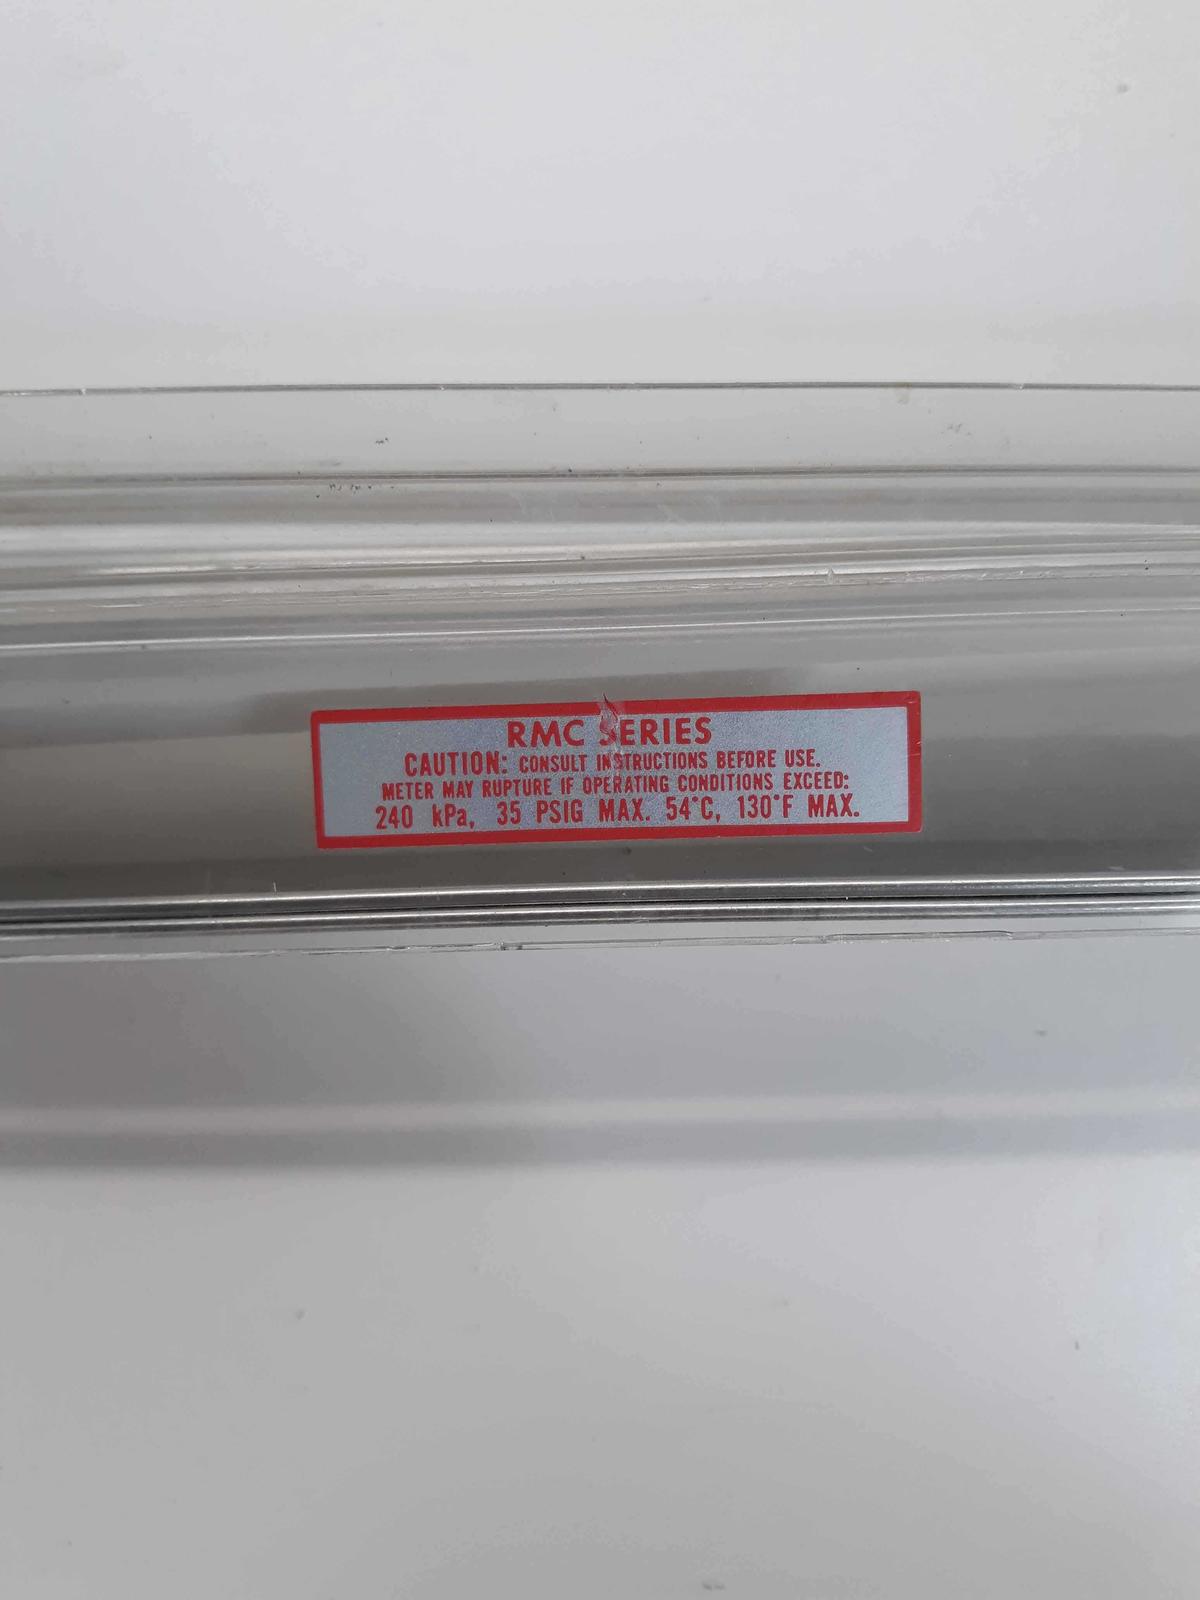 RMC SERIES
CAUTION: CONSULT INSTRUCTIONS BEFORE USE.
METER MAY RUPTURE IF OPERATING CONDITIONS EXCEED:
240 kPa, 35 PSIG MAX. 54°C, 130°F MAX.